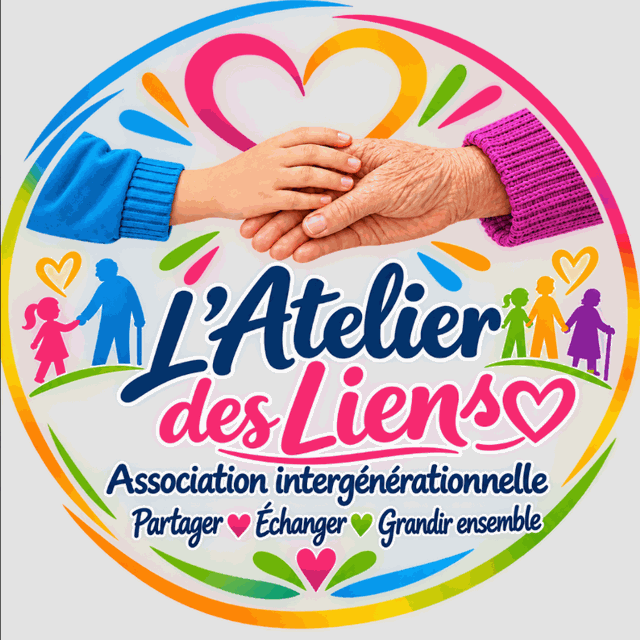 L'Atelier
des Liens
Association intergénérationnelle
Partager Échanger Grandir ensemble